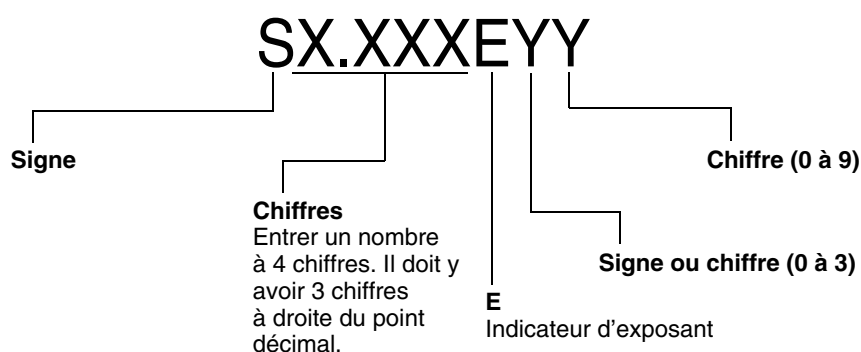 SX.XXXEYY
Signe
Chiffre (0 à 9)
Chiffres
Entrer un nombre
à 4 chiffres. Il doit y
avoir 3 chiffres
à droite du point
décimal.
Signe ou chiffre (0 à 3)
E
Indicateur d'exposant